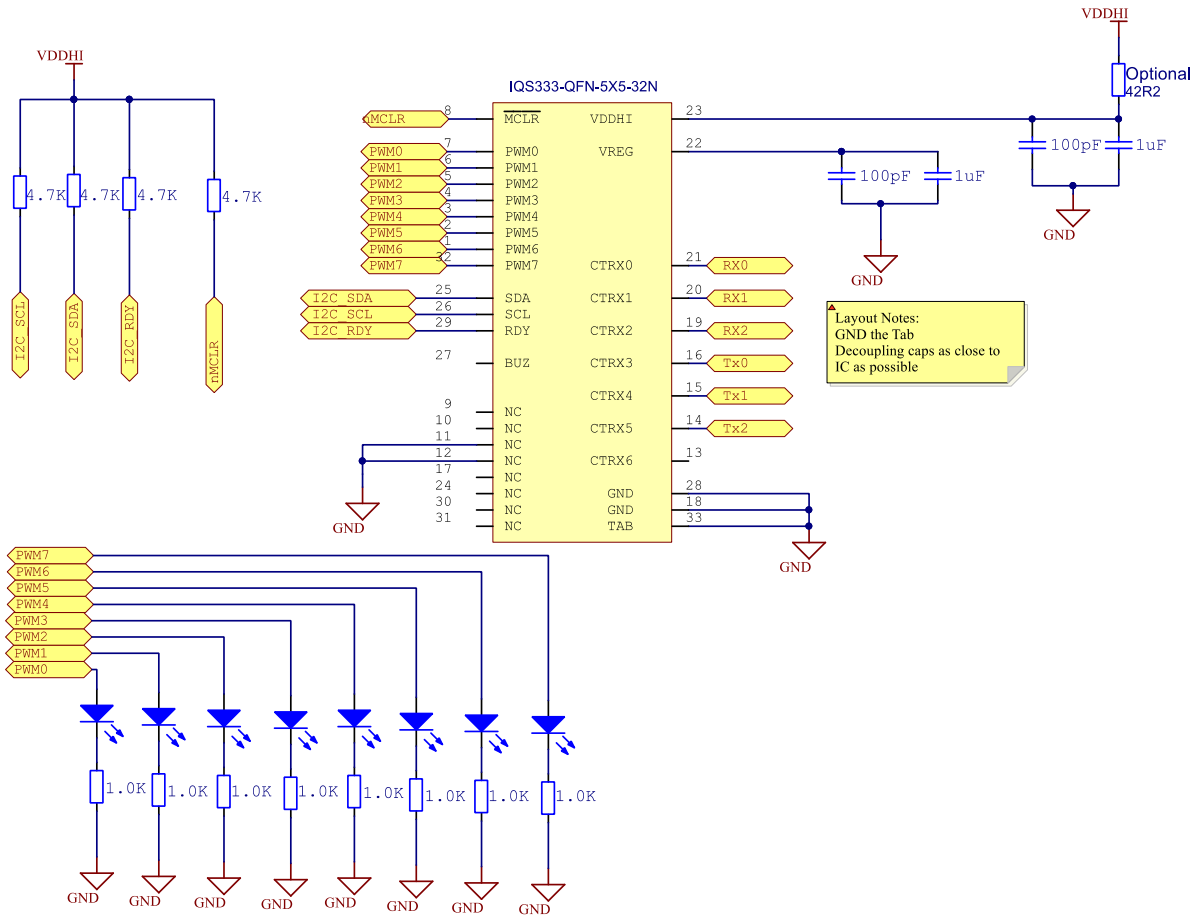 VDDHI
4.7K
4.7K
4.7K
4.7K
I2C_SCL
I2C_SDA
I2C_RDY
nMCLR
IQS333-QFN-5X5-32N
nMCLR 8 MCLR
PWM0 7 PWM0
PWM1 6 PWM1
PWM2 5 PWM2
PWM3 4 PWM3
PWM4 3 PWM4
PWM5 2 PWM5
PWM6 1 PWM6
PWM7 32 PWM7
I2C_SDA 25 SDA
I2C_SCL 26 SCL
I2C_RDY 29 RDY
27 BUZ
9 NC
10 NC
11 NC
12 NC
17 NC
24 NC
30 NC
31 NC
GND
VDDHI 23
VREG 22
CTRX0 21 RX0
CTRX1 20 RX1
CTRX2 19 RX2
CTRX3 16 Tx0
CTRX4 15 Tx1
CTRX5 14 Tx2
CTRX6 13
GND 28
GND 18
TAB 33
GND
100pF
1uF
GND
VDDHI
Optional
42R2
100pF
1uF
GND
Layout Notes:
GND the Tab
Decoupling caps as close to
IC as possible
PWM7
PWM6
PWM5
PWM4
PWM3
PWM2
PWM1
PWM0
1.0K
1.0K
1.0K
1.0K
1.0K
1.0K
1.0K
1.0K
GND
GND
GND
GND
GND
GND
GND
GND